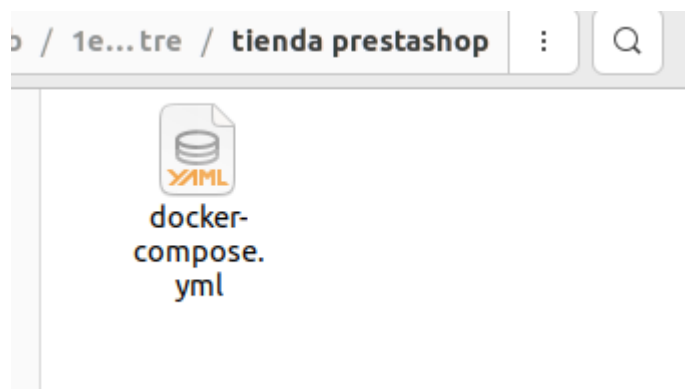 / 1e...tre / tienda prestashop
YAML
docker-
compose.
yml